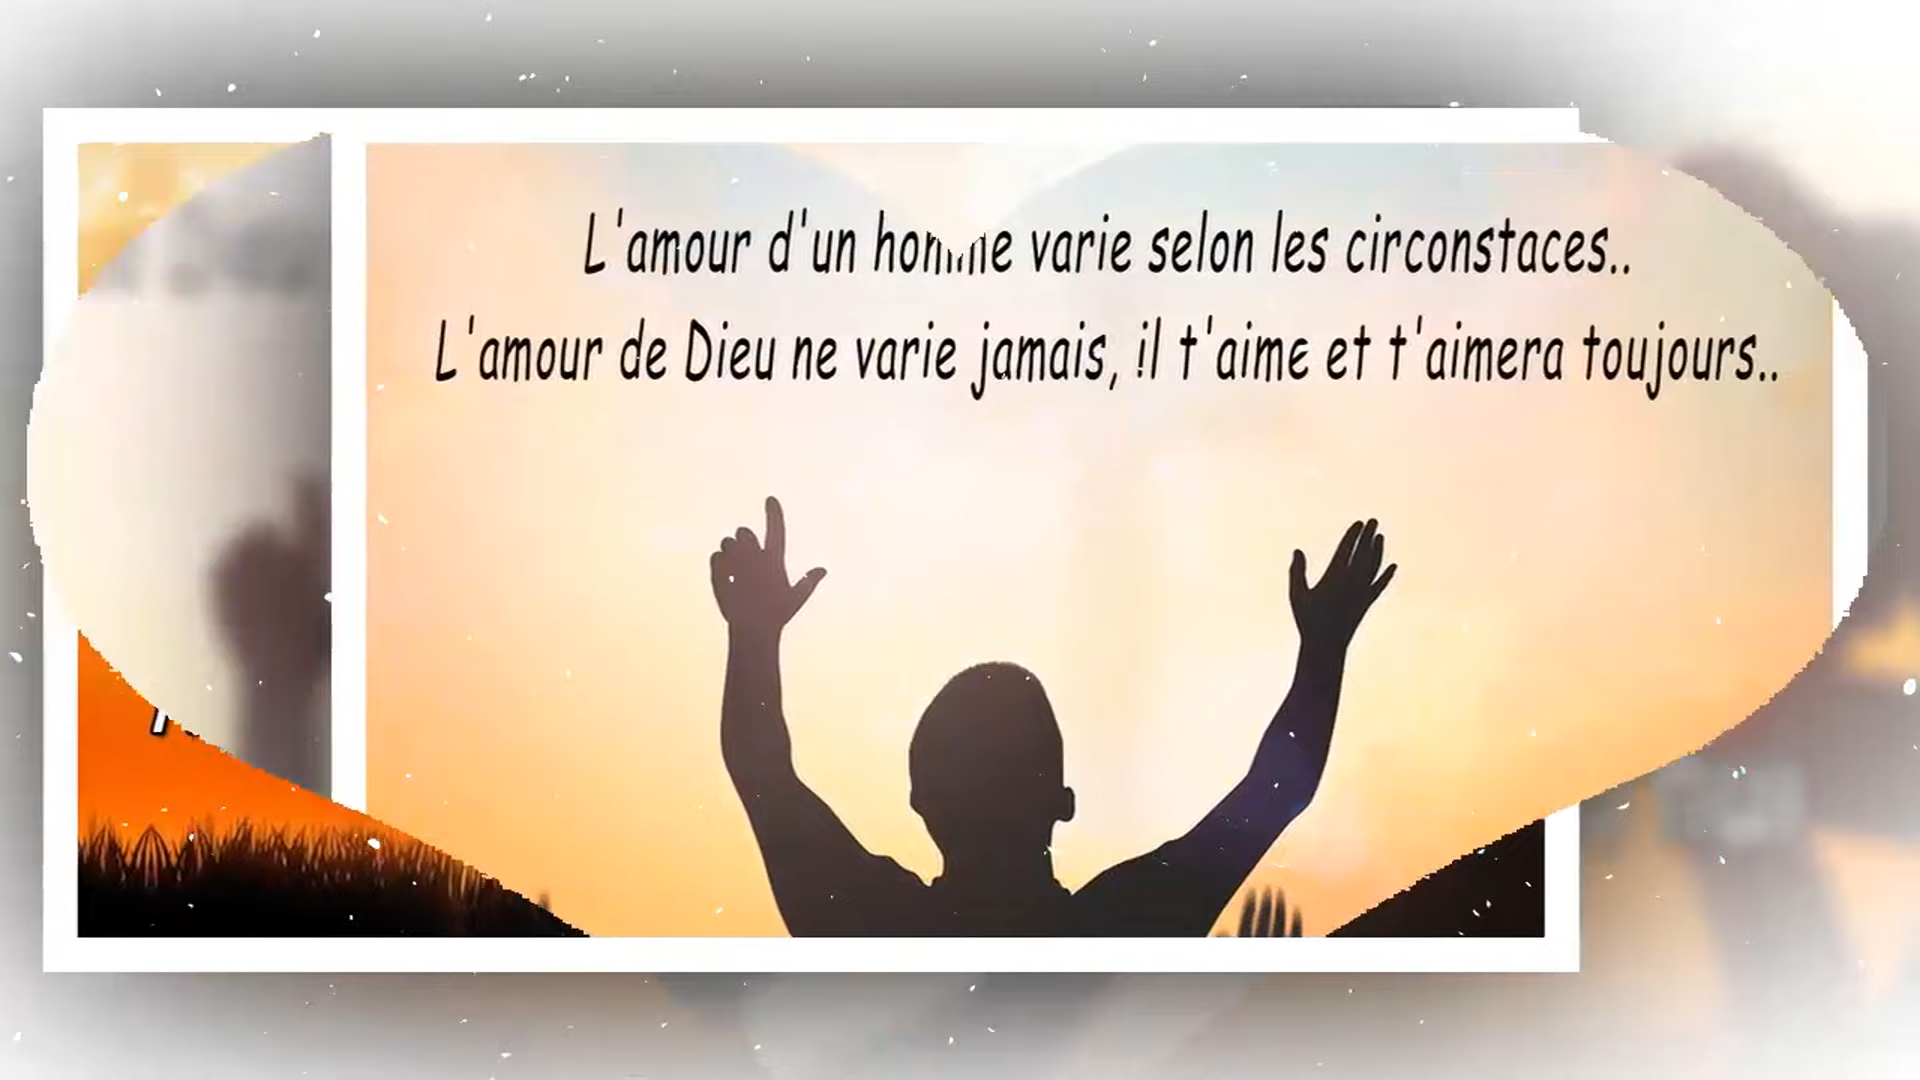 L'amour d'un homme varie selon les circonstaces..
L'amour de Dieu ne varie jamais, il t'aime et t'aimera toujours..